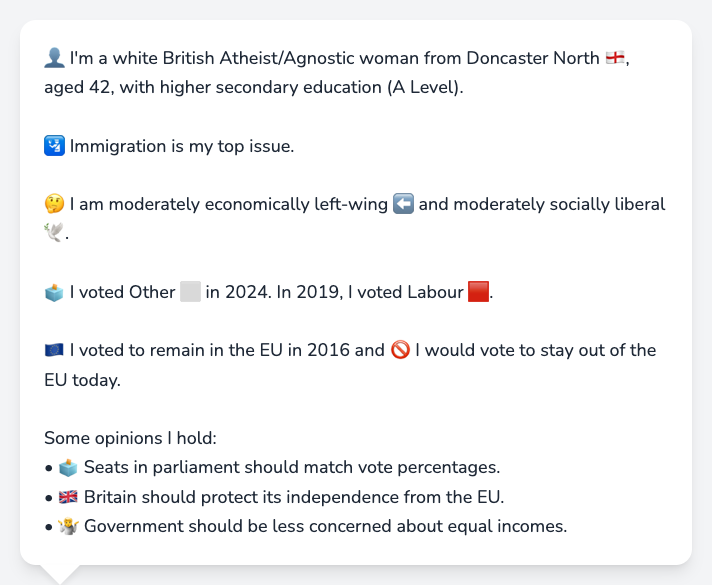 👤 I'm a white British Atheist/Agnostic woman from Doncaster North 🏴󠁧󠁢󠁥󠁮󠁧󠁿,
aged 42, with higher secondary education (A Level).
🛂 Immigration is my top issue.
🤔 I am moderately economically left-wing ⬅️ and moderately socially liberal
🕊️.
🗳️ I voted Other ⬜ in 2024. In 2019, I voted Labour 🟥.
🇪🇺 I voted to remain in the EU in 2016 and 🚫 I would vote to stay out of the
EU today.
Some opinions I hold:
• 🗳️ Seats in parliament should match vote percentages.
• 🇬🇧 Britain should protect its independence from the EU.
• 🤷 Government should be less concerned about equal incomes.